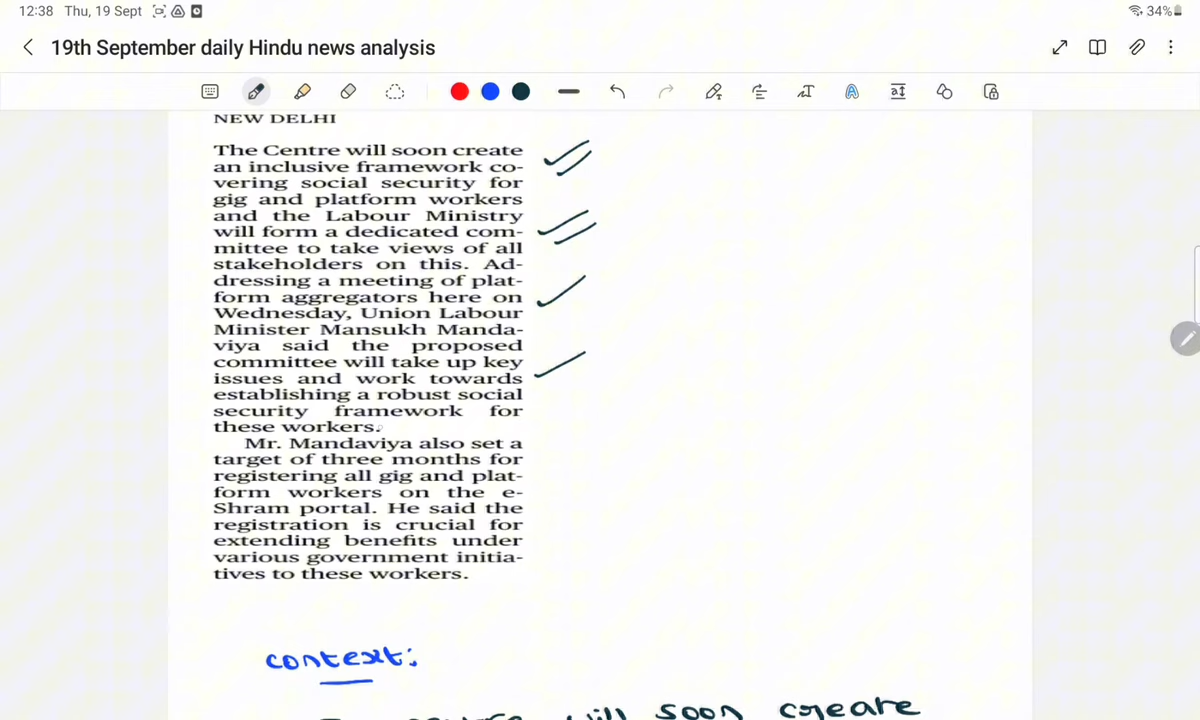 12:38 Thu, 19 Sept
34%
19th September daily Hindu news analysis
NEW DELHI
The Centre will soon create
an inclusive framework co-
vering social security for
gig and platform workers
and the Labour Ministry
will form a dedicated com-
mittee to take views of all
stakeholders on this. Ad-
dressing a meeting of plat-
form aggregators here on
Wednesday, Union Labour
Minister Mansukh Manda-
viya said the proposed
committee will take up key
issues and work towards
establishing a robust social
security framework for
these workers.
Mr. Mandaviya also set a
target of three months for
registering all gig and plat-
form workers on the e-
Shram portal. He said the
registration is crucial for
extending benefits under
various government initia-
tives to these workers.
context:
will soon create